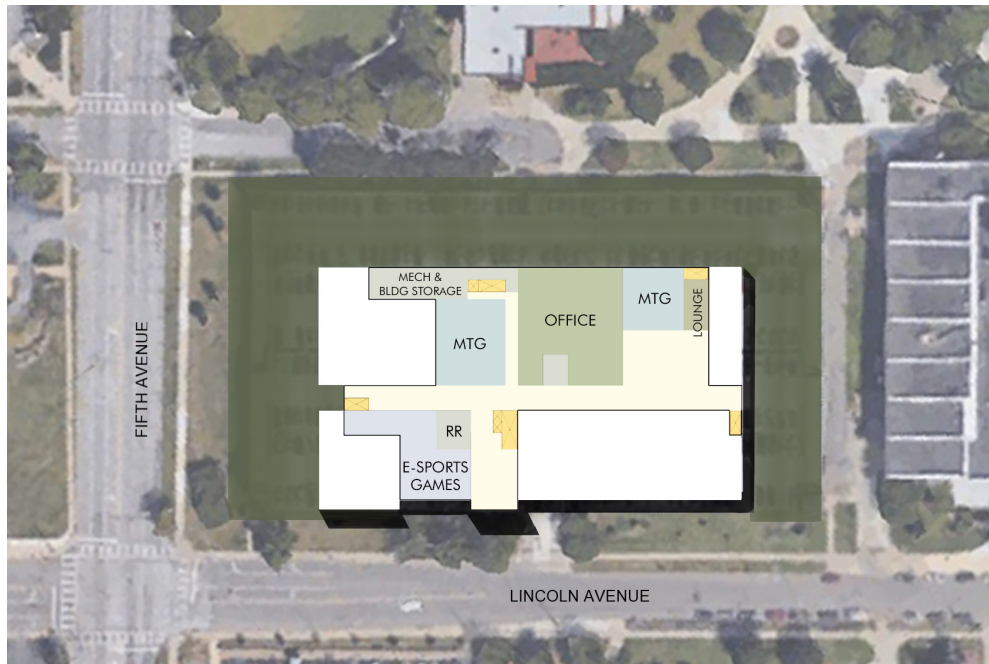 MECH &
BLDG STORAGE
MTG
OFFICE
MTG
LOUNGE
RR
E-SPORTS
GAMES
FIFTH AVENUE
LINCOLN AVENUE